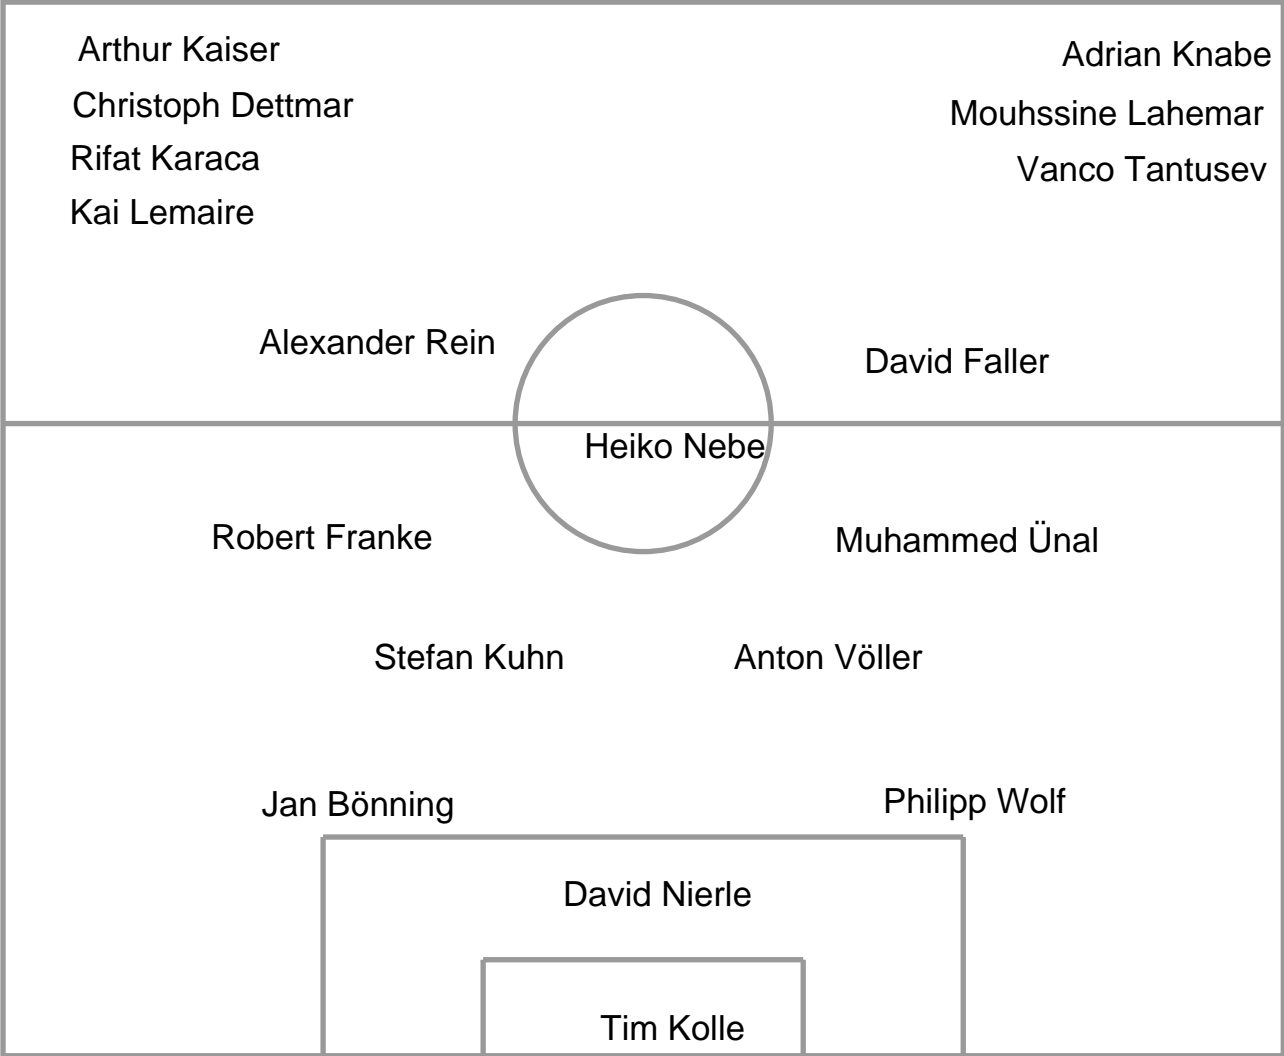 Arthur Kaiser
Christoph Dettmar
Rifat Karaca
Kai Lemaire
Adrian Knabe
Mouhssine Lahemar
Vanco Tantusev
Alexander Rein
David Faller
Heiko Nebe
Robert Franke
Muhammed Ünal
Stefan Kuhn
Anton Völler
Jan Bönning
Philipp Wolf
David Nierle
Tim Kolle